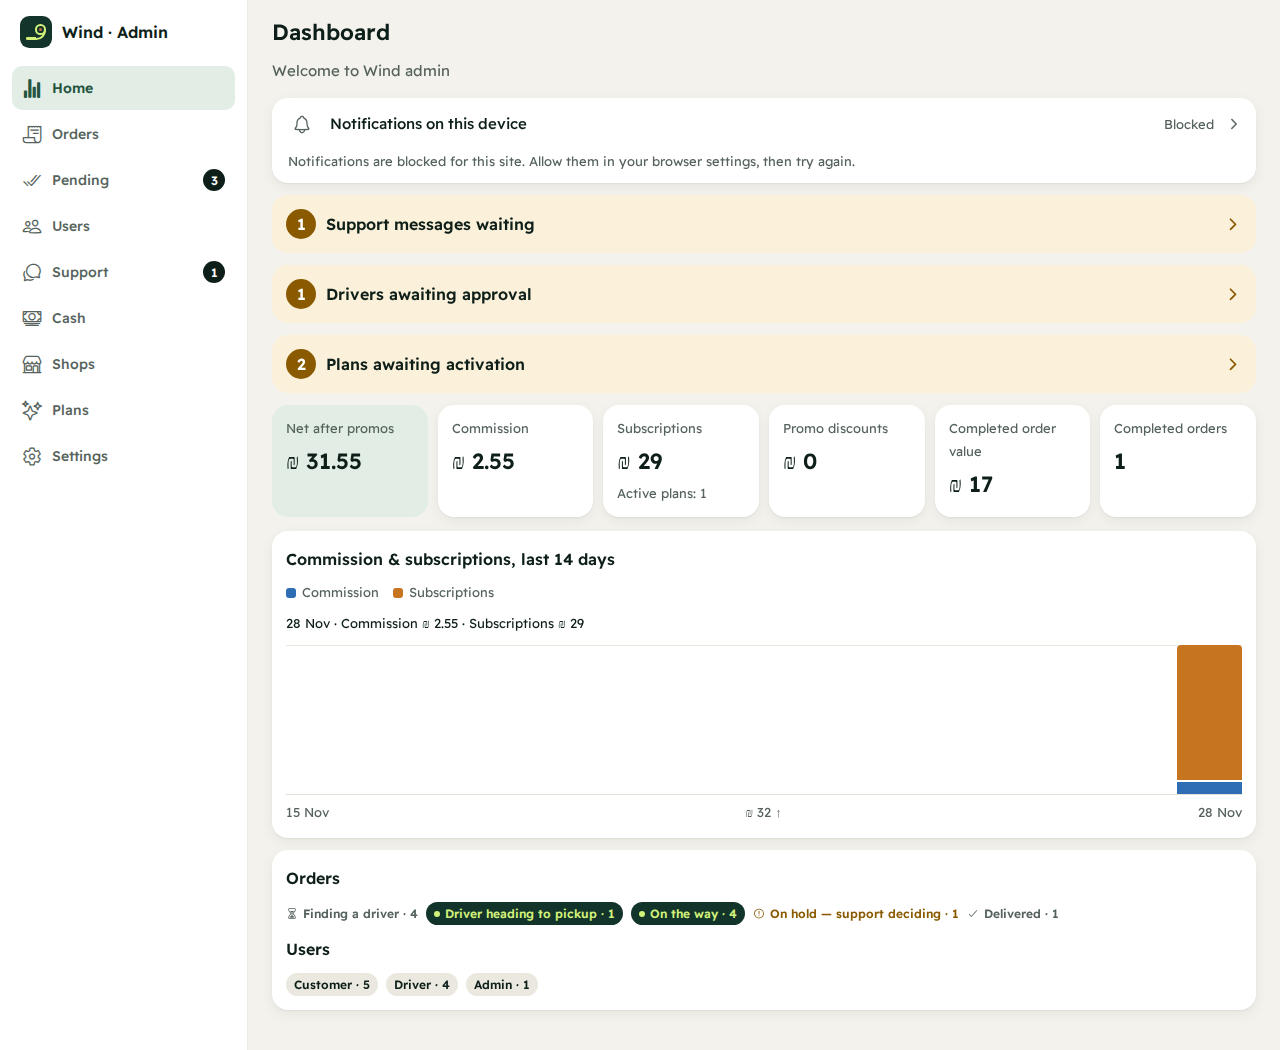 Wind · Admin
Home
Orders
Pending 3
Users
Support 1
Cash
Shops
Plans
Settings
Dashboard
Welcome to Wind admin
Notifications on this device Blocked
Notifications are blocked for this site. Allow them in your browser settings, then try again.
1 Support messages waiting
1 Drivers awaiting approval
2 Plans awaiting activation
Net after promos
₪ 31.55
Commission
₪ 2.55
Subscriptions
₪ 29
Active plans: 1
Promo discounts
₪ 0
Completed order
value
₪ 17
Completed orders
1
Commission & subscriptions, last 14 days
Commission Subscriptions
28 Nov · Commission ₪ 2.55 · Subscriptions ₪ 29
15 Nov ₪ 32 ↑ 28 Nov
Orders
Finding a driver · 4 Driver heading to pickup · 1 On the way · 4 On hold — support deciding · 1 Delivered · 1
Users
Customer · 5 Driver · 4 Admin · 1